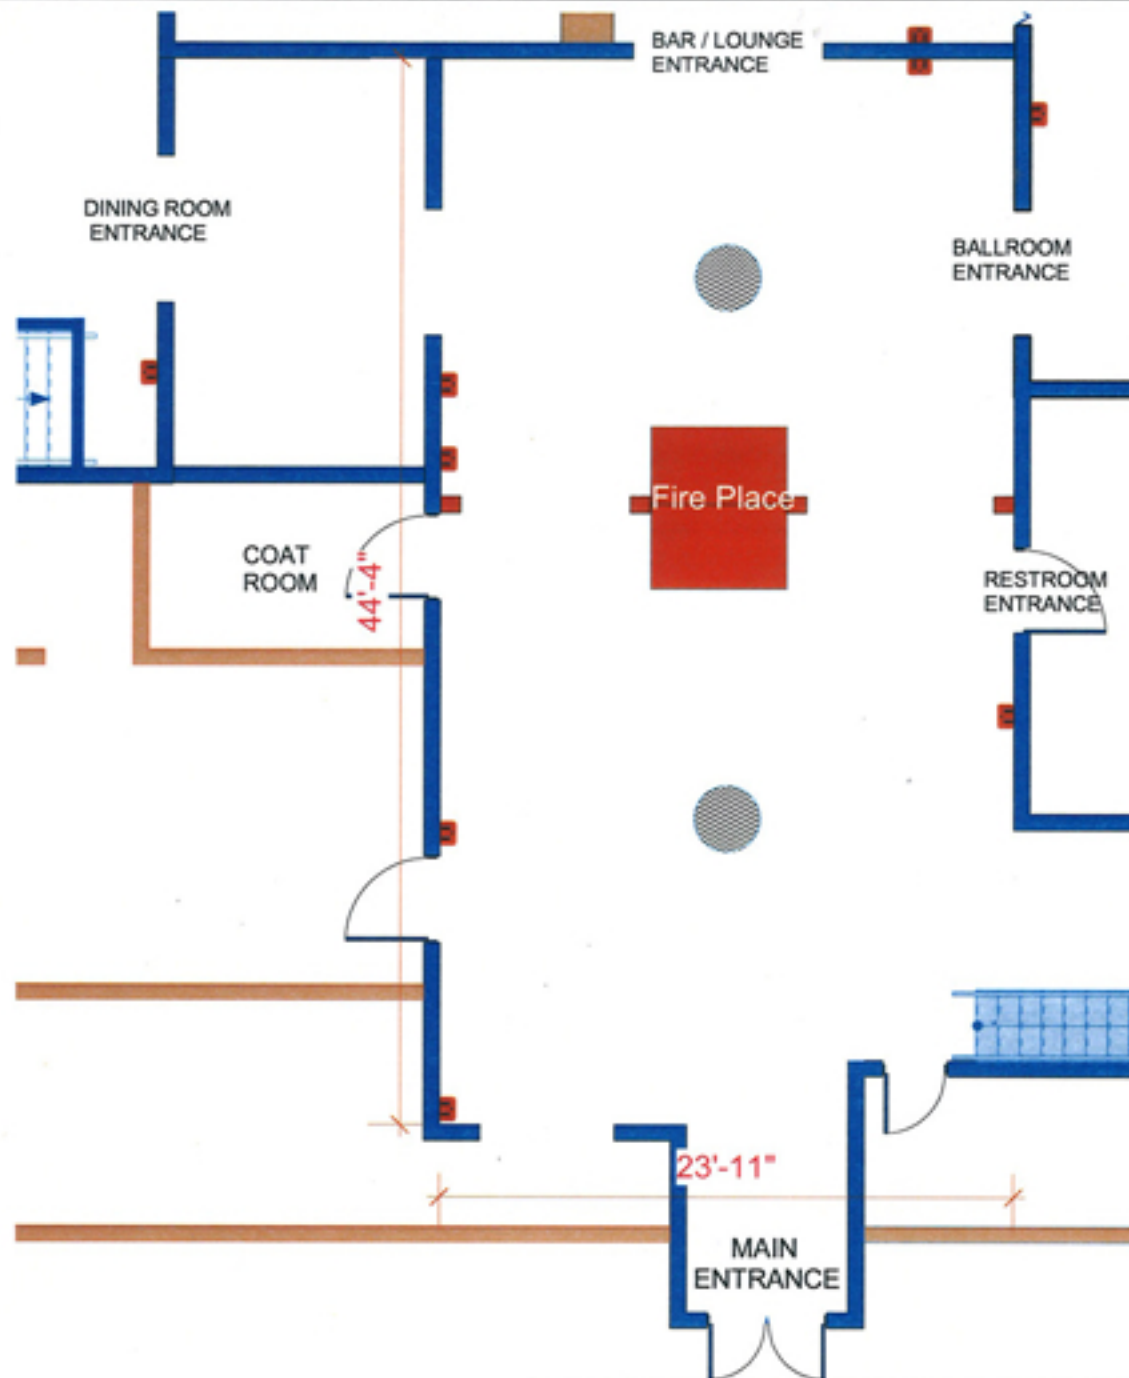 BAR / LOUNGE
ENTRANCE
DINING ROOM
ENTRANCE
BALLROOM
ENTRANCE
Fire Place
COAT
ROOM
44'-4"
RESTROOM
ENTRANCE
23'-11"
MAIN
ENTRANCE